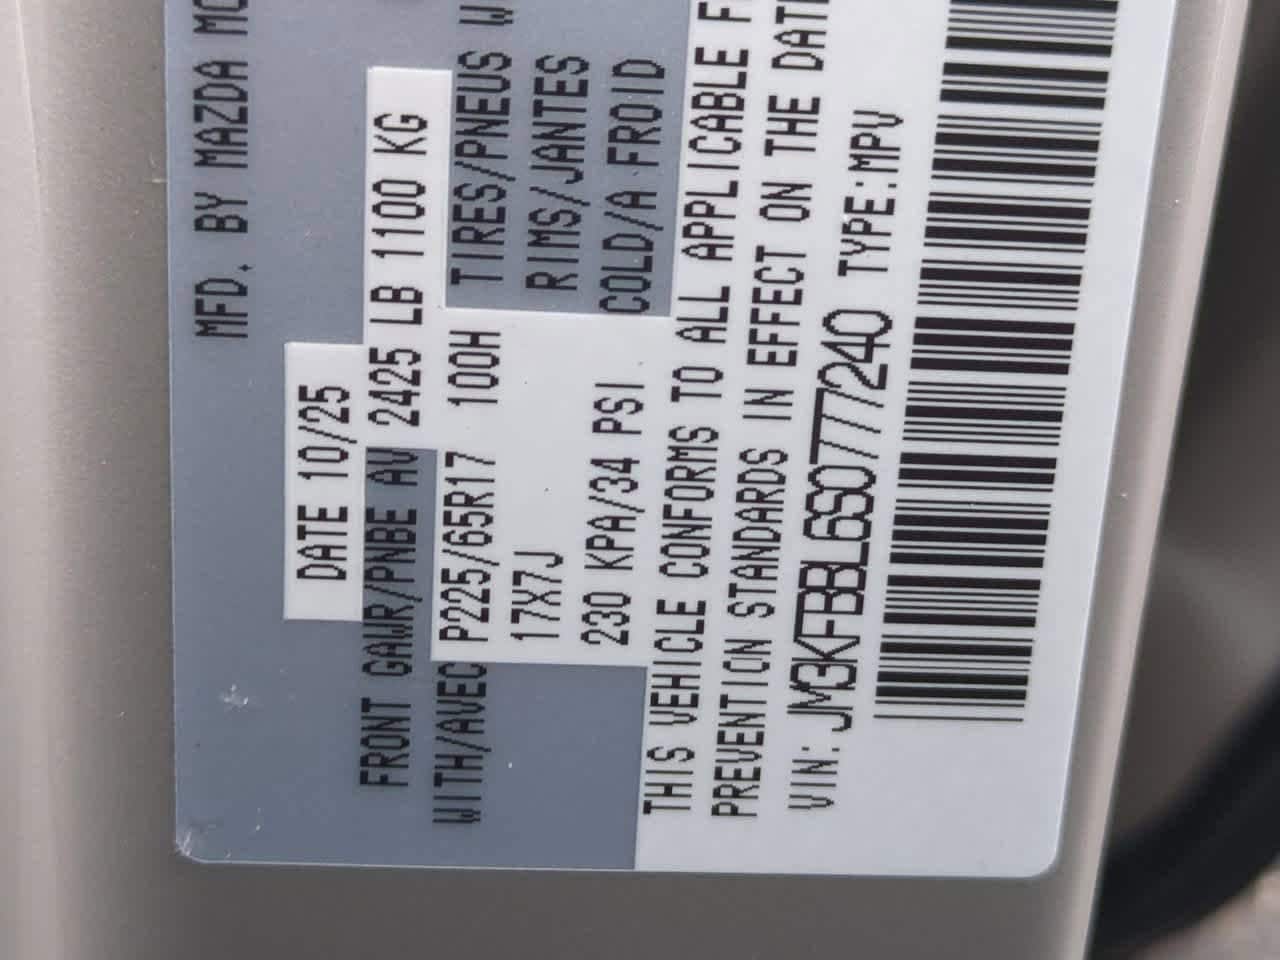 MFD. BY MAZDA
DATE 10/25
FRONT GAWR/PNBE AV 2425 LB 1100 KG
WITH/AVEC P225/65R17 100H TIRES/PNEUS
17X7J RIMS/JANTES
230 KPA/34 PSI COLD/A FROID
THIS VEHICLE CONFORMS TO ALL APPLICABLE
PREVENTION STANDARDS IN EFFECT ON THE
VIN: JM3KFBBL6S0777240 TYPE:MPV